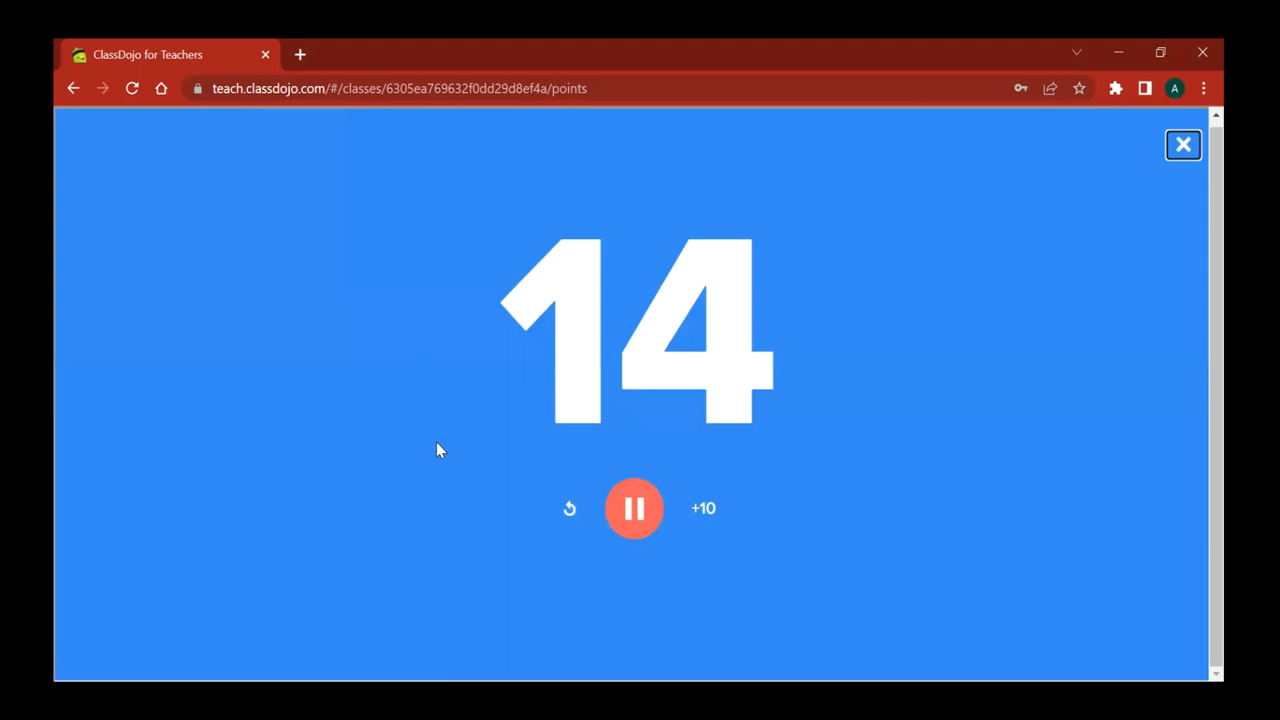 ClassDojo for Teachers
teach.classdojo.com/#/classes/6305ea769632f0dd29d8ef4a/points
A
14
+10